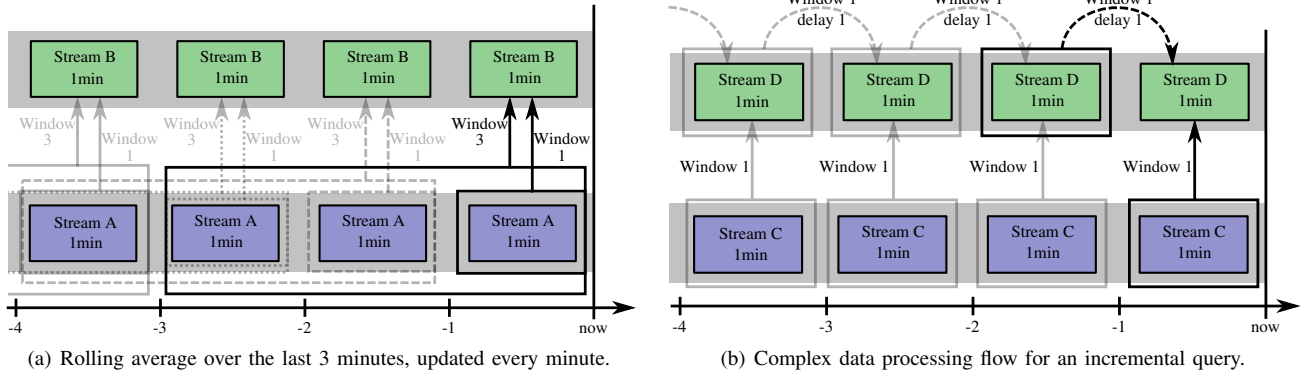 Stream B
1min
Stream B
1min
Stream B
1min
Stream B
1min
Window
3
Window
1
Window
3
Window
1
Window
3
Window
1
Window
3
Window
1
Stream A
1min
Stream A
1min
Stream A
1min
Stream A
1min
-4
-3
-2
-1
now
(a) Rolling average over the last 3 minutes, updated every minute.
Window 1
delay 1
Window 1
delay 1
Window 1
delay 1
Stream D
1min
Stream D
1min
Stream D
1min
Stream D
1min
Window 1
Window 1
Window 1
Window 1
Stream C
1min
Stream C
1min
Stream C
1min
Stream C
1min
-4
-3
-2
-1
now
(b) Complex data processing flow for an incremental query.